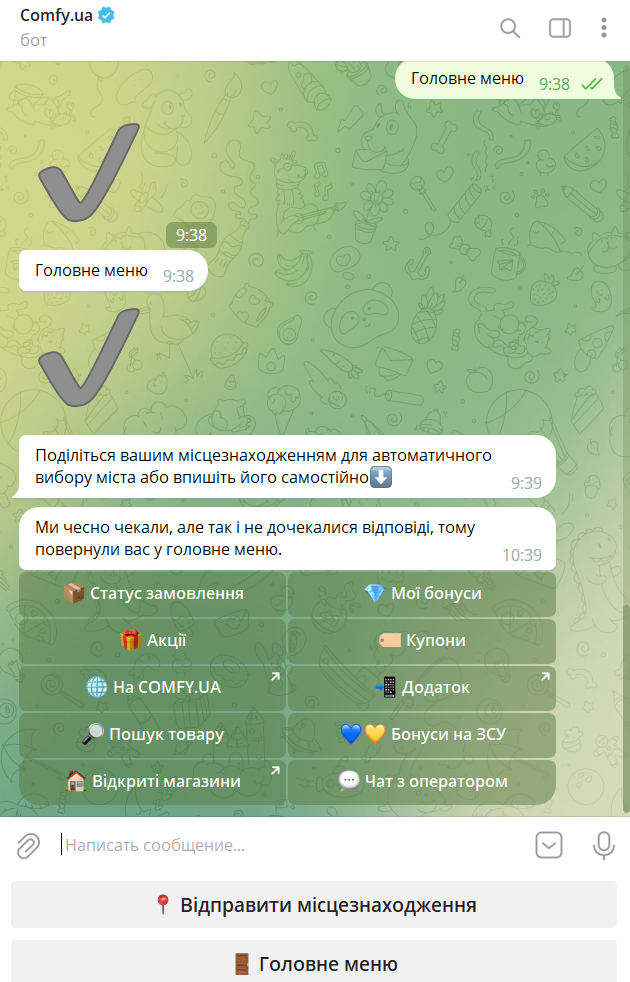 Comfy.ua
бот
Головне меню 9:38
9:38
Головне меню 9:38
Поділіться вашим місцезнаходженням для автоматичного
вибору міста або впишіть його самостійно⬇️ 9:39
Ми чесно чекали, але так і не дочекалися відповіді, тому
повернули вас у головне меню. 10:39
📦 Статус замовлення
💎 Мої бонуси
🎁 Акції
🏷️ Купони
🌐 На COMFY.UA
📲 Додаток
🔎 Пошук товару
💙💛 Бонуси на ЗСУ
🏠 Відкриті магазини
💬 Чат з оператором
Написать сообщение...
📍 Відправити місцезнаходження
🚪 Головне меню